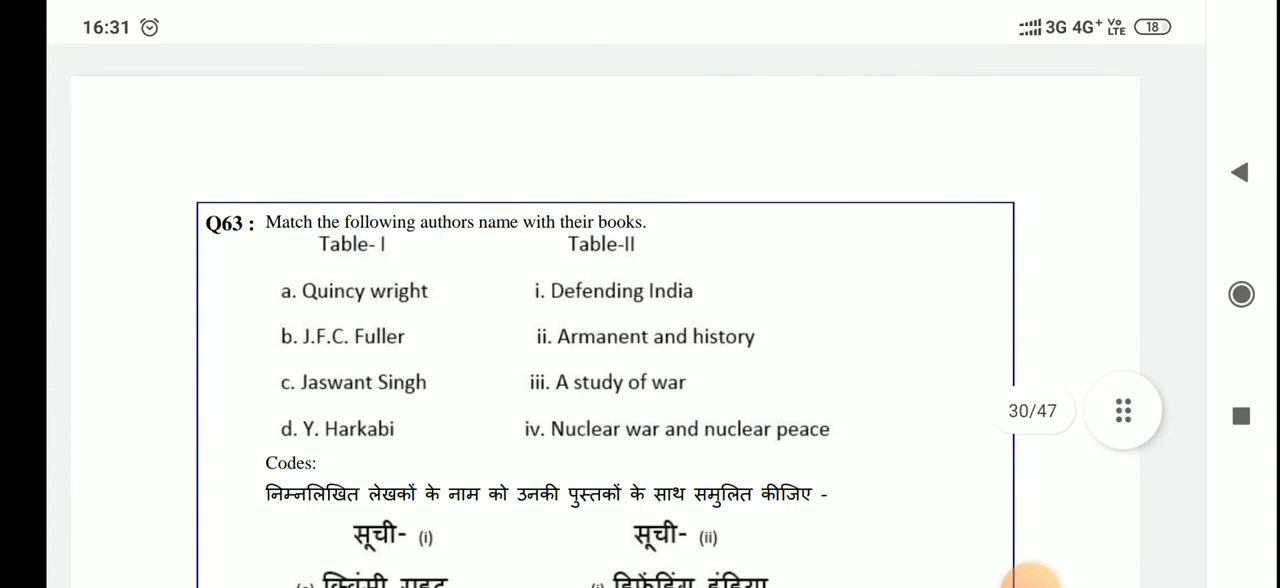 16:31 3G 4G+ Vo LTE 18
Q63 : Match the following authors name with their books.
Table- I Table-II
a. Quincy wright i. Defending India
b. J.F.C. Fuller ii. Armanent and history
c. Jaswant Singh iii. A study of war
30/47
d. Y. Harkabi iv. Nuclear war and nuclear peace
Codes:
निम्नलिखित लेखकों के नाम को उनकी पुस्तकों के साथ समुलित कीजिए -
सूची- (i) सूची- (ii)
(a) क्विंसी राइट (i) डिफेंडिंग इंडिया